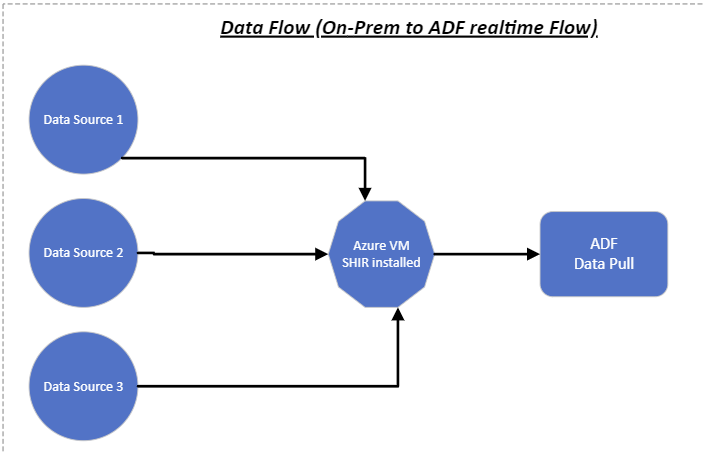 Data Flow (On-Prem to ADF realtime Flow)
Data Source 1
Data Source 2
Azure VM
SHIR installed
ADF
Data Pull
Data Source 3